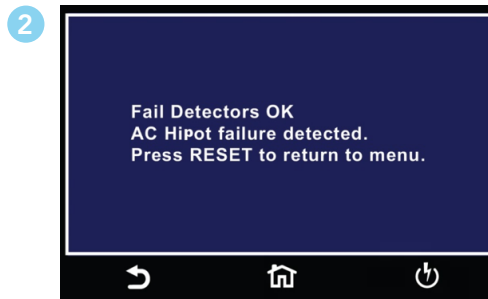 2
Fail Detectors OK
AC Hipot failure detected.
Press RESET to return to menu.